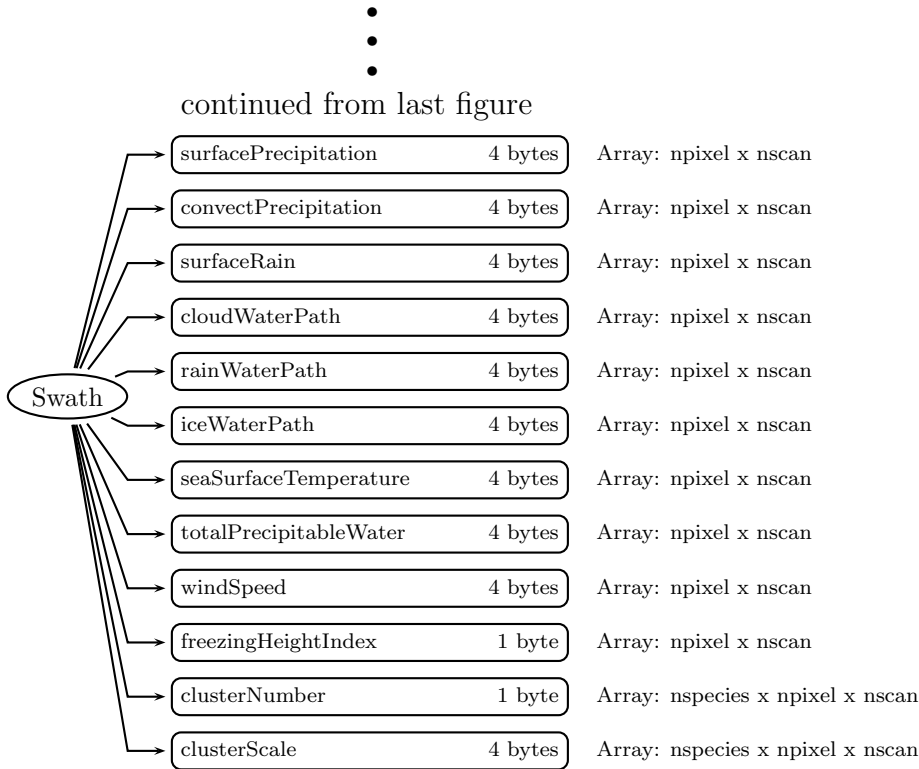 continued from last figure
surfacePrecipitation 4 bytes Array: npixel x nscan
convectPrecipitation 4 bytes Array: npixel x nscan
surfaceRain 4 bytes Array: npixel x nscan
cloudWaterPath 4 bytes Array: npixel x nscan
rainWaterPath 4 bytes Array: npixel x nscan
Swath
iceWaterPath 4 bytes Array: npixel x nscan
seaSurfaceTemperature 4 bytes Array: npixel x nscan
totalPrecipitableWater 4 bytes Array: npixel x nscan
windSpeed 4 bytes Array: npixel x nscan
freezingHeightIndex 1 byte Array: npixel x nscan
clusterNumber 1 byte Array: nspecies x npixel x nscan
clusterScale 4 bytes Array: nspecies x npixel x nscan